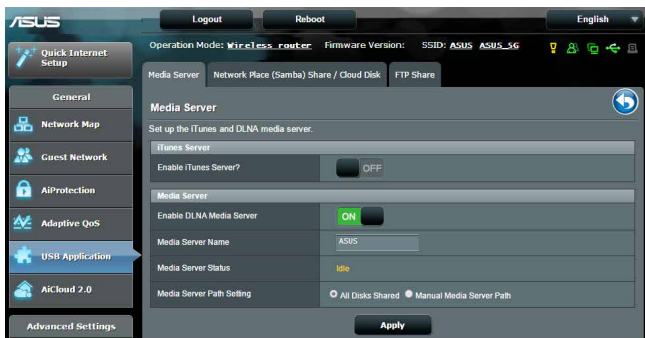 ASUS Logout Reboot English
Quick Internet Setup
Operation Mode: Wireless router Firmware Version: SSID: ASUS ASUS_5G
Media Server Network Place (Samba) Share / Cloud Disk FTP Share
General
Network Map
Guest Network
AiProtection
Adaptive QoS
USB Application
AiCloud 2.0
Advanced Settings
Media Server
Set up the iTunes and DLNA media server.
iTunes Server
Enable iTunes Server? OFF
Media Server
Enable DLNA Media Server ON
Media Server Name ASUS
Media Server Status Idle
Media Server Path Setting All Disks Shared Manual Media Server Path
Apply